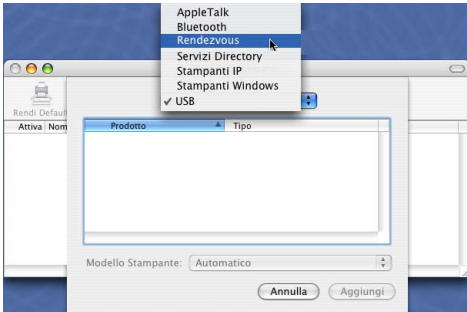 AppleTalk
Bluetooth
Rendezvous
Servizi Directory
Stampanti IP
Stampanti Windows
✓ USB
Rendi Default
Attiva Nom
Prodotto Tipo
Modello Stampante: Automatico
Annulla Aggiungi